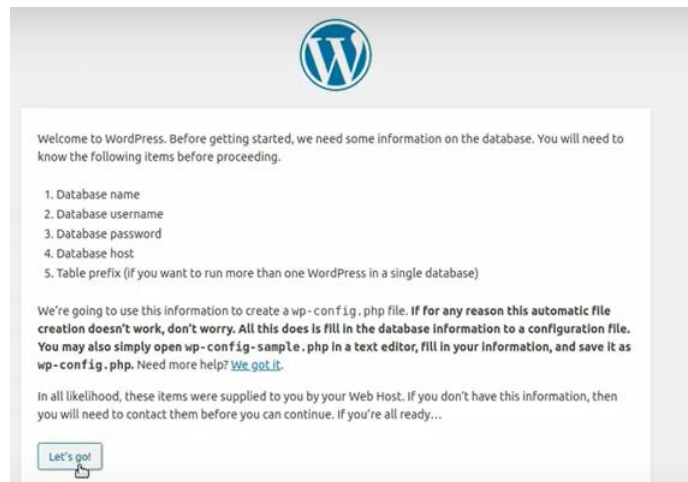 W
Welcome to WordPress. Before getting started, we need some information on the database. You will need to
know the following items before proceeding.
1. Database name
2. Database username
3. Database password
4. Database host
5. Table prefix (if you want to run more than one WordPress in a single database)
We're going to use this information to create a wp-config.php file. If for any reason this automatic file
creation doesn't work, don't worry. All this does is fill in the database information to a configuration file.
You may also simply open wp-config-sample.php in a text editor, fill in your information, and save it as
wp-config.php. Need more help? We got it.
In all likelihood, these items were supplied to you by your Web Host. If you don't have this information, then
you will need to contact them before you can continue. If you're all ready...
Let's go!